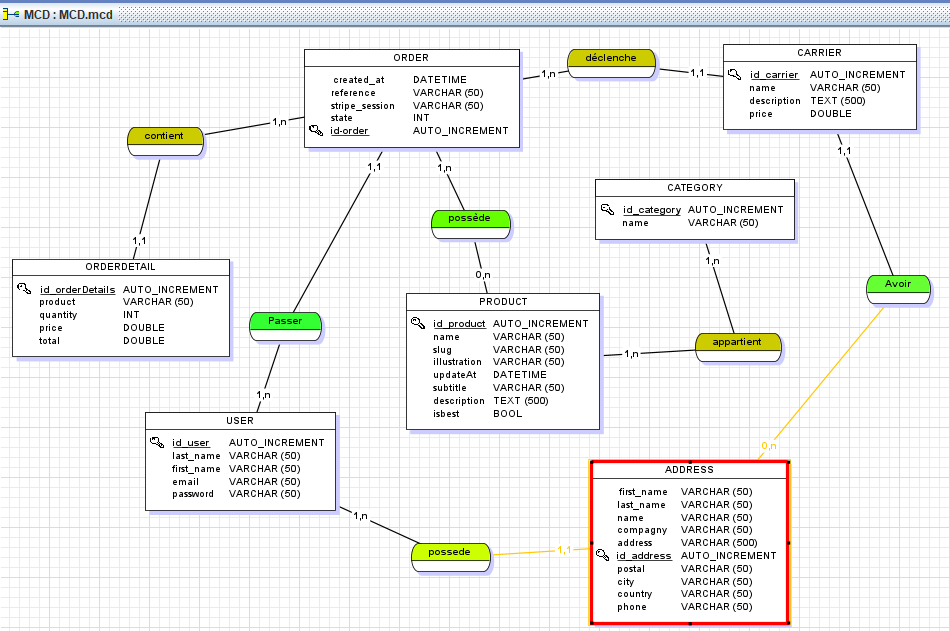 MCD : MCD.mcd
ORDER
created_at DATETIME
reference VARCHAR (50)
stripe_session VARCHAR (50)
state INT
id-order AUTO_INCREMENT
1,n
déclenche
1,1
CARRIER
id_carrier AUTO_INCREMENT
name VARCHAR (50)
description TEXT (500)
price DOUBLE
contient
1,n
1,1
1,n
1,1
posséde
0,n
CATEGORY
id_category AUTO_INCREMENT
name VARCHAR (50)
1,n
1,1
ORDERDETAIL
id_orderDetails AUTO_INCREMENT
product VARCHAR (50)
quantity INT
price DOUBLE
total DOUBLE
Passer
1,n
PRODUCT
id_product AUTO_INCREMENT
name VARCHAR (50)
slug VARCHAR (50)
illustration VARCHAR (50)
updateAt DATETIME
subtitle VARCHAR (50)
description TEXT (500)
isbest BOOL
1,n
appartient
Avoir
0,n
USER
id_user AUTO_INCREMENT
last_name VARCHAR (50)
first_name VARCHAR (50)
email VARCHAR (50)
password VARCHAR (50)
1,n
possede
1,1
ADDRESS
first_name VARCHAR (50)
last_name VARCHAR (50)
name VARCHAR (50)
compagny VARCHAR (50)
address VARCHAR (500)
id_address AUTO_INCREMENT
postal VARCHAR (50)
city VARCHAR (50)
country VARCHAR (50)
phone VARCHAR (50)